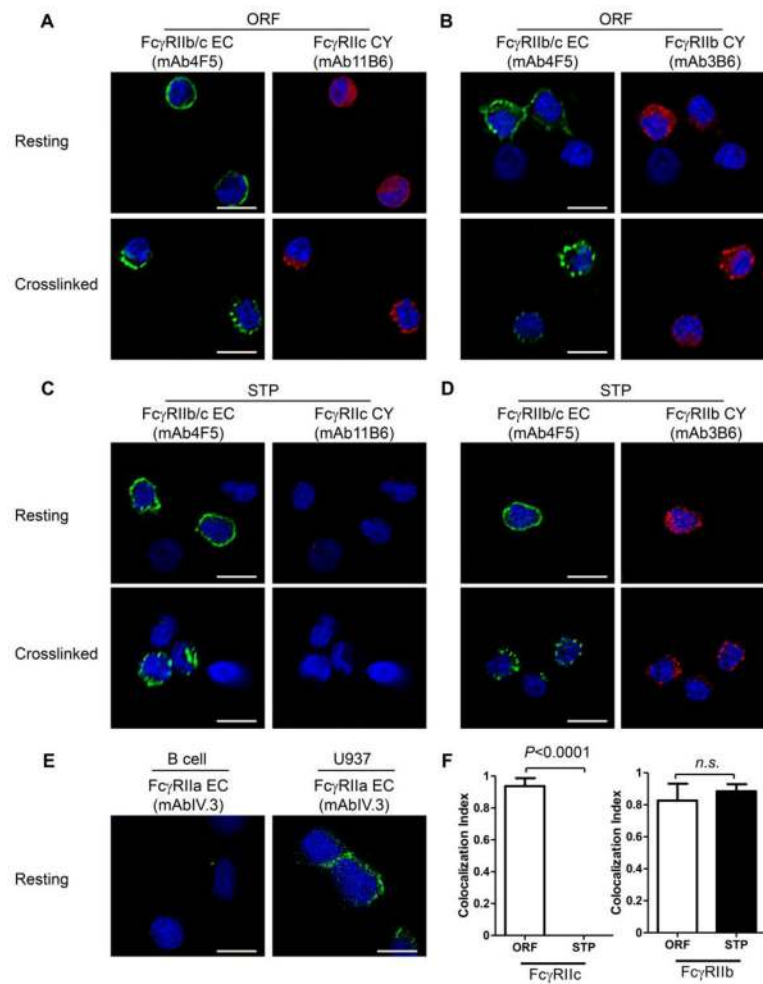 A
ORF
FcγRIIb/c EC
(mAb4F5)
FcγRIIc CY
(mAb11B6)
B
ORF
FcγRIIb/c EC
(mAb4F5)
FcγRIIb CY
(mAb3B6)
Resting
Crosslinked
C
STP
FcγRIIb/c EC
(mAb4F5)
FcγRIIc CY
(mAb11B6)
D
STP
FcγRIIb/c EC
(mAb4F5)
FcγRIIb CY
(mAb3B6)
Resting
Crosslinked
E
B cell
FcγRIIa EC
(mAbIV.3)
U937
FcγRIIa EC
(mAbIV.3)
Resting
F
P<0.0001
Colocalization Index
1
0.8
0.6
0.4
0.2
0
ORF
STP
FcγRIIc
n.s.
Colocalization Index
1
0.8
0.6
0.4
0.2
0
ORF
STP
FcγRIIb